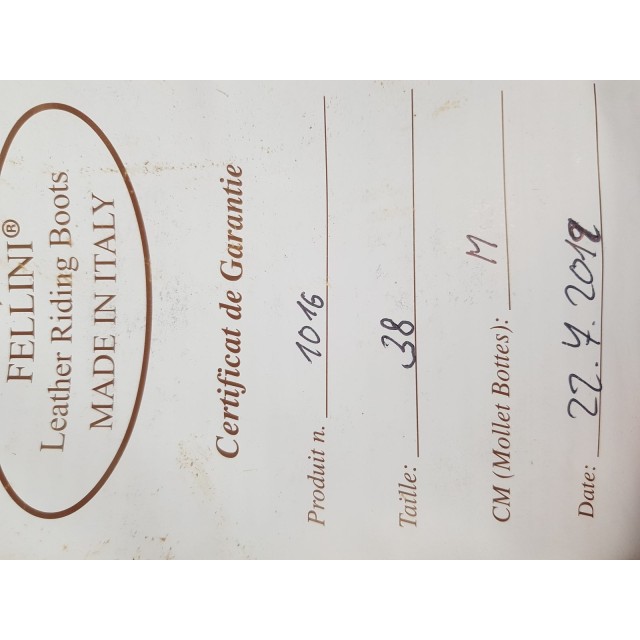 FELLINI®
Leather Riding Boots
MADE IN ITALY
Certificat de Garantie
Produit n. 1016
Taille: 38
CM (Mollet Bottes): M
Date: 22.7.2019